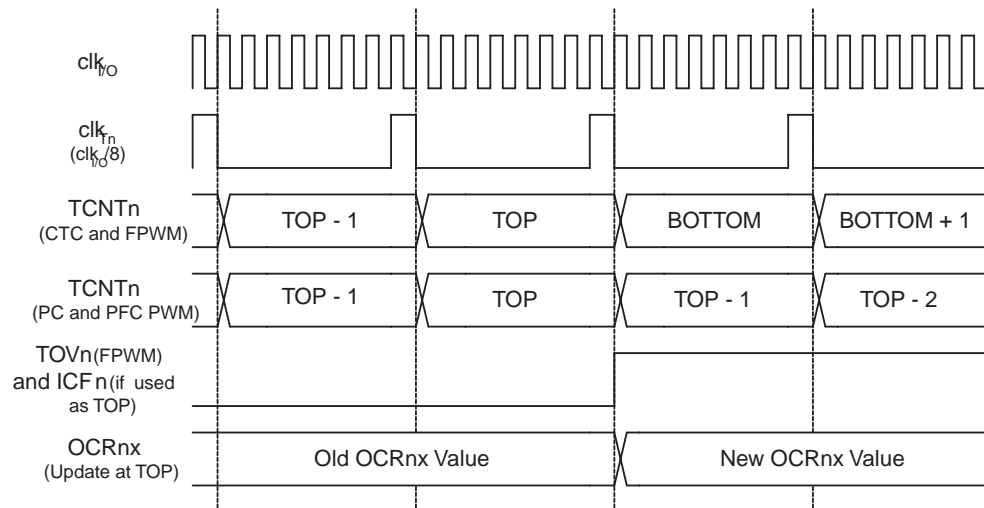 clkI/O
clkTn
(clkI/O/8)
TCNTn
(CTC and FPWM)
TOP - 1
TOP
BOTTOM
BOTTOM + 1
TCNTn
(PC and PFC PWM)
TOP - 1
TOP
TOP - 1
TOP - 2
TOVn(FPWM)
and ICFn(if used
as TOP)
OCRnx
(Update at TOP)
Old OCRnx Value
New OCRnx Value